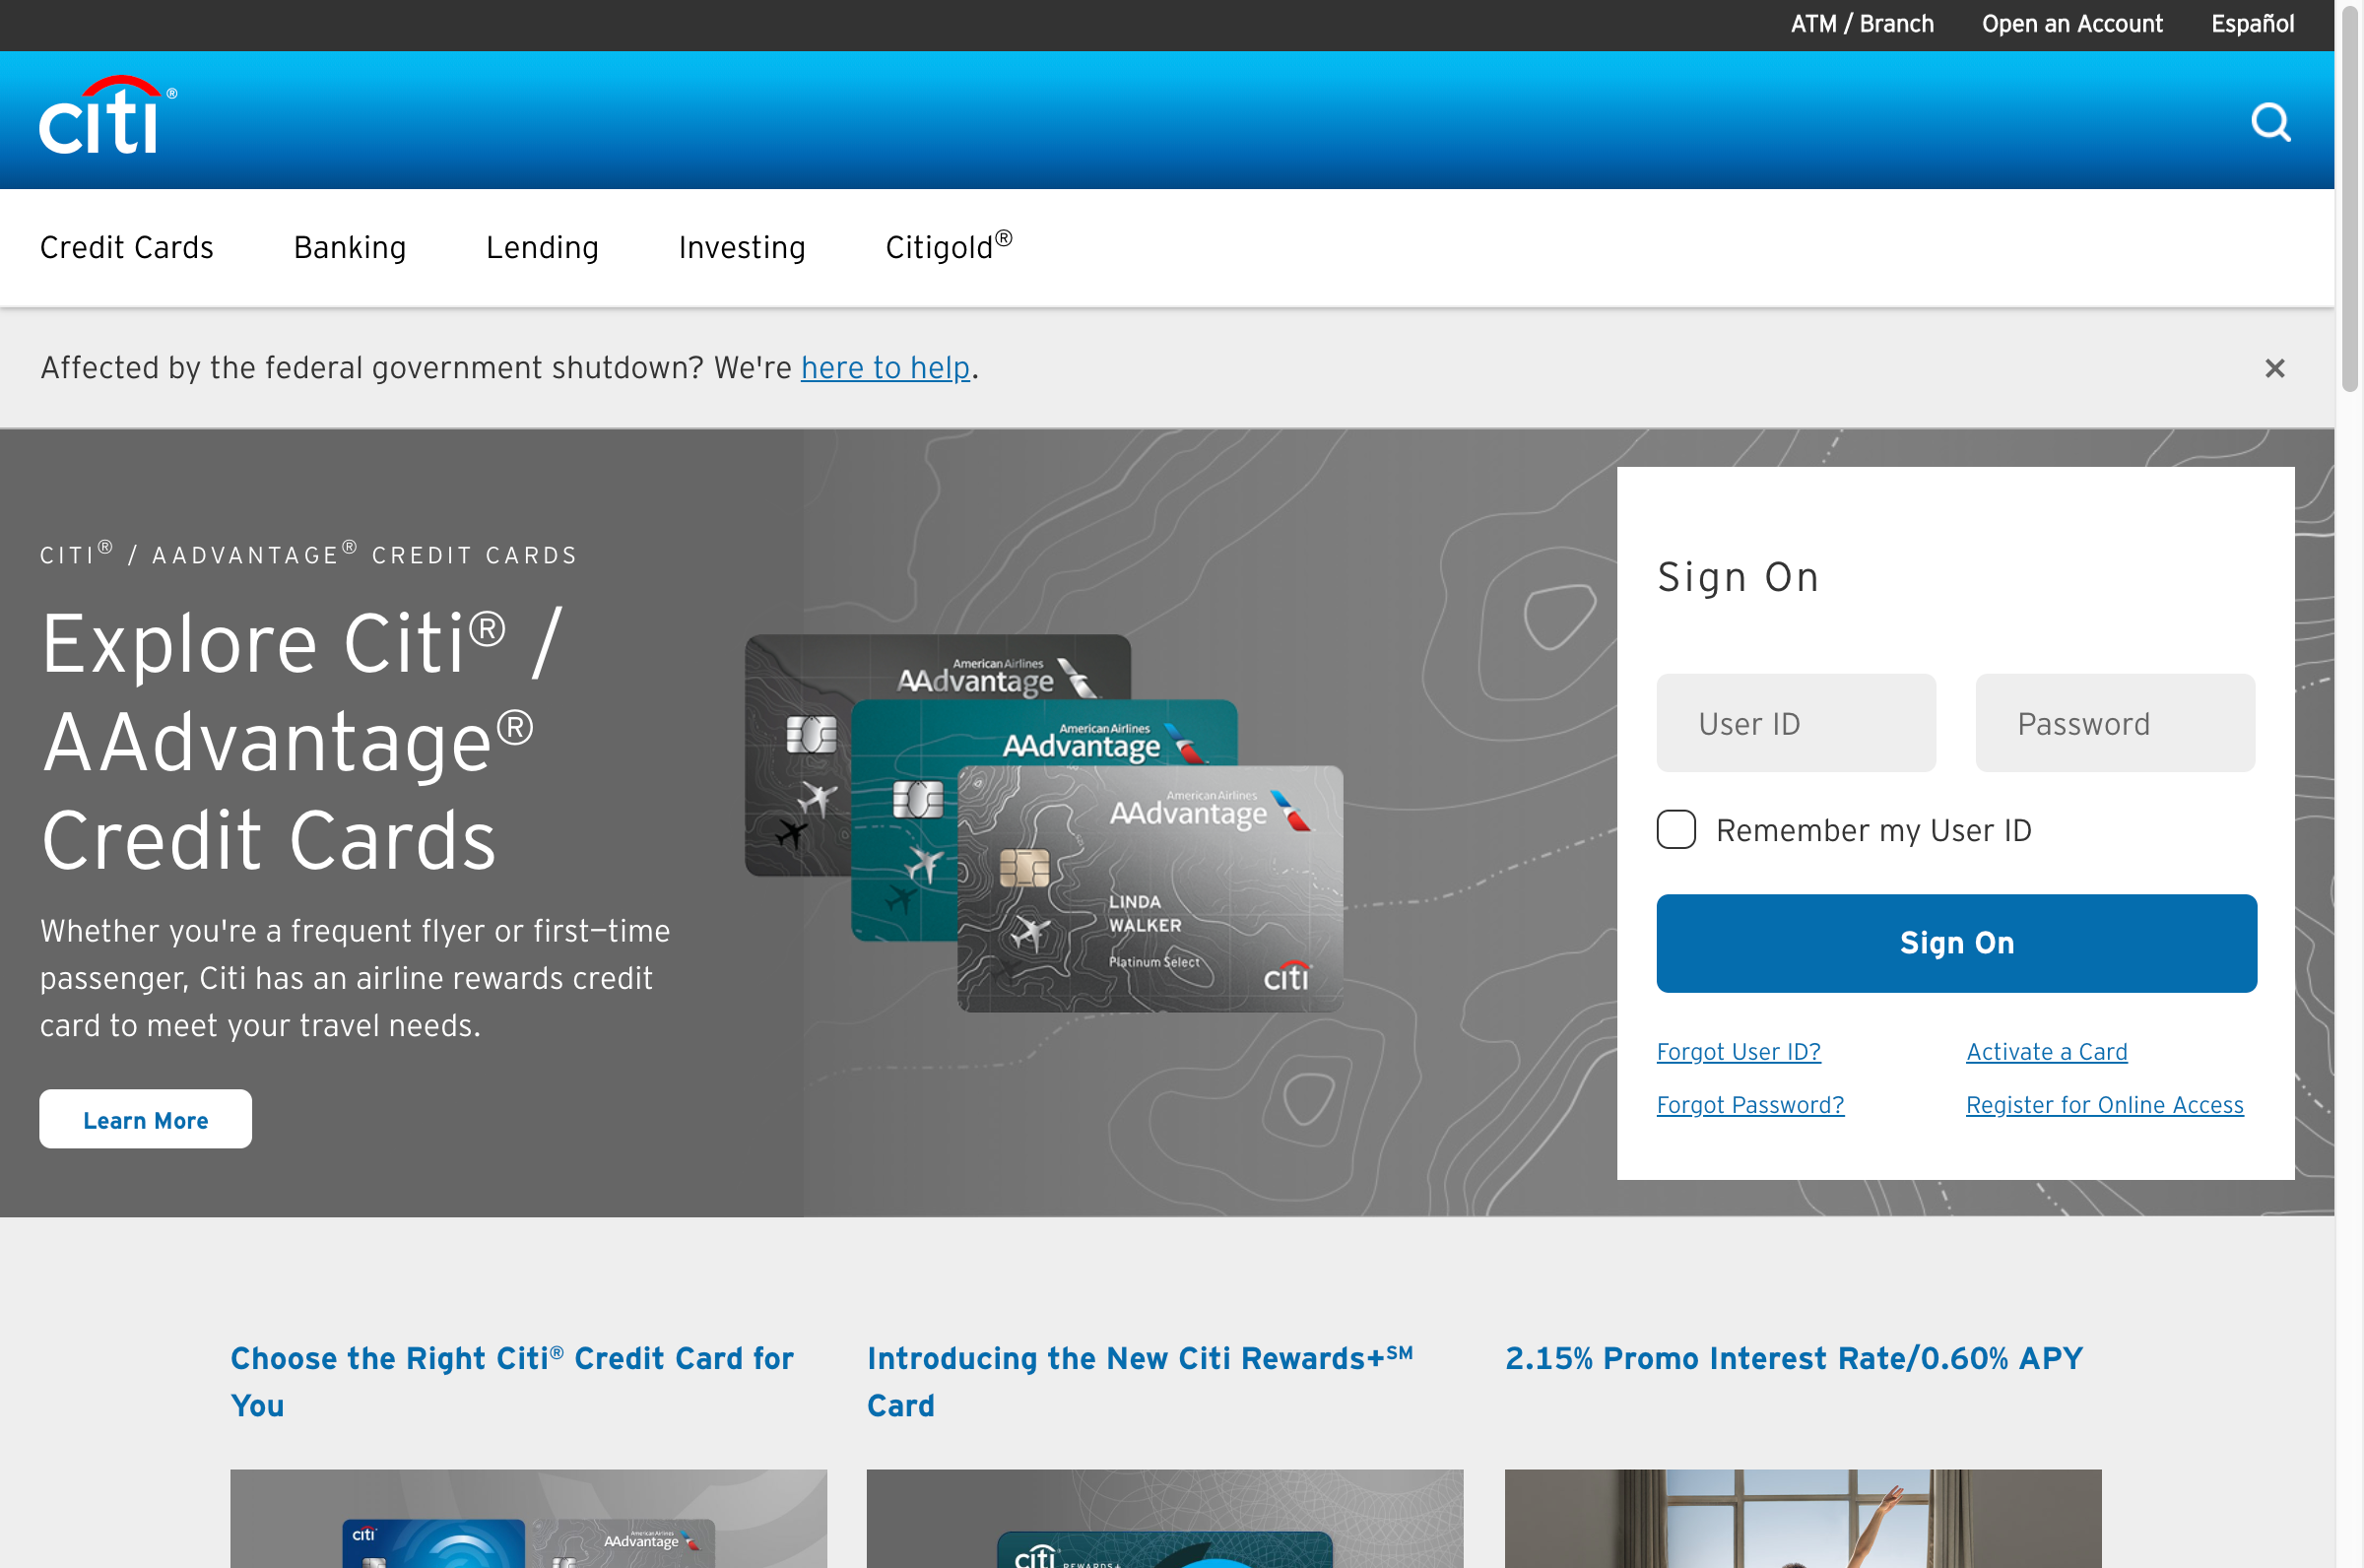 ATM / Branch
Open an Account
Español
citi®
Credit Cards
Banking
Lending
Investing
Citigold®
Affected by the federal government shutdown? We're here to help.
CITI® / AADVANTAGE® CREDIT CARDS
Explore Citi® /
AAdvantage®
Credit Cards
Whether you're a frequent flyer or first–time
passenger, Citi has an airline rewards credit
card to meet your travel needs.
Learn More
American Airlines
AAdvantage
American Airlines
AAdvantage
American Airlines
AAdvantage
LINDA
WALKER
Platinum Select
citi
Sign On
User ID
Password
Remember my User ID
Sign On
Forgot User ID?
Activate a Card
Forgot Password?
Register for Online Access
Choose the Right Citi® Credit Card for
You
Introducing the New Citi Rewards+SM
Card
2.15% Promo Interest Rate/0.60% APY
citi
American Airlines
AAdvantage
citi
REWARDS+